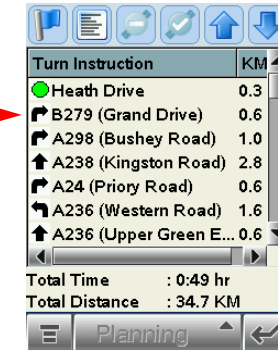 Turn Instruction KM
Heath Drive 0.3
B279 (Grand Drive) 0.6
A298 (Bushey Road) 1.0
A238 (Kingston Road) 2.8
A24 (Priory Road) 0.6
A236 (Western Road) 1.6
A236 (Upper Green E... 0.6
Total Time : 0:49 hr
Total Distance : 34.7 KM
Planning